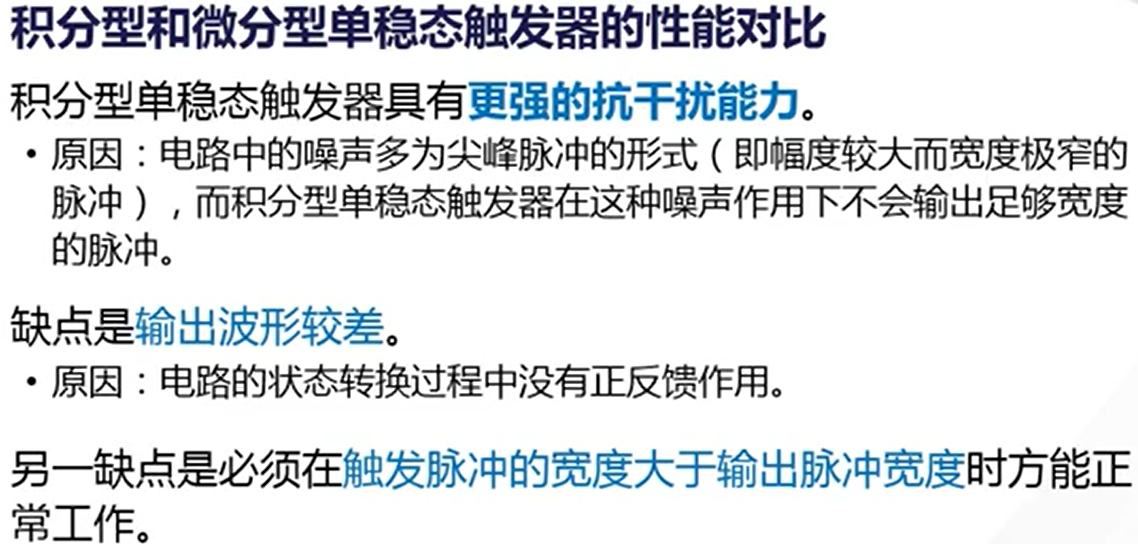 积分型和微分型单稳态触发器的性能对比
积分型单稳态触发器具有更强的抗干扰能力。
• 原因：电路中的噪声多为尖峰脉冲的形式（即幅度较大而宽度极窄的
脉冲），而积分型单稳态触发器在这种噪声作用下不会输出足够宽度
的脉冲。
缺点是输出波形较差。
• 原因：电路的状态转换过程中没有正反馈作用。
另一缺点是必须在触发脉冲的宽度大于输出脉冲宽度时方能正
常工作。